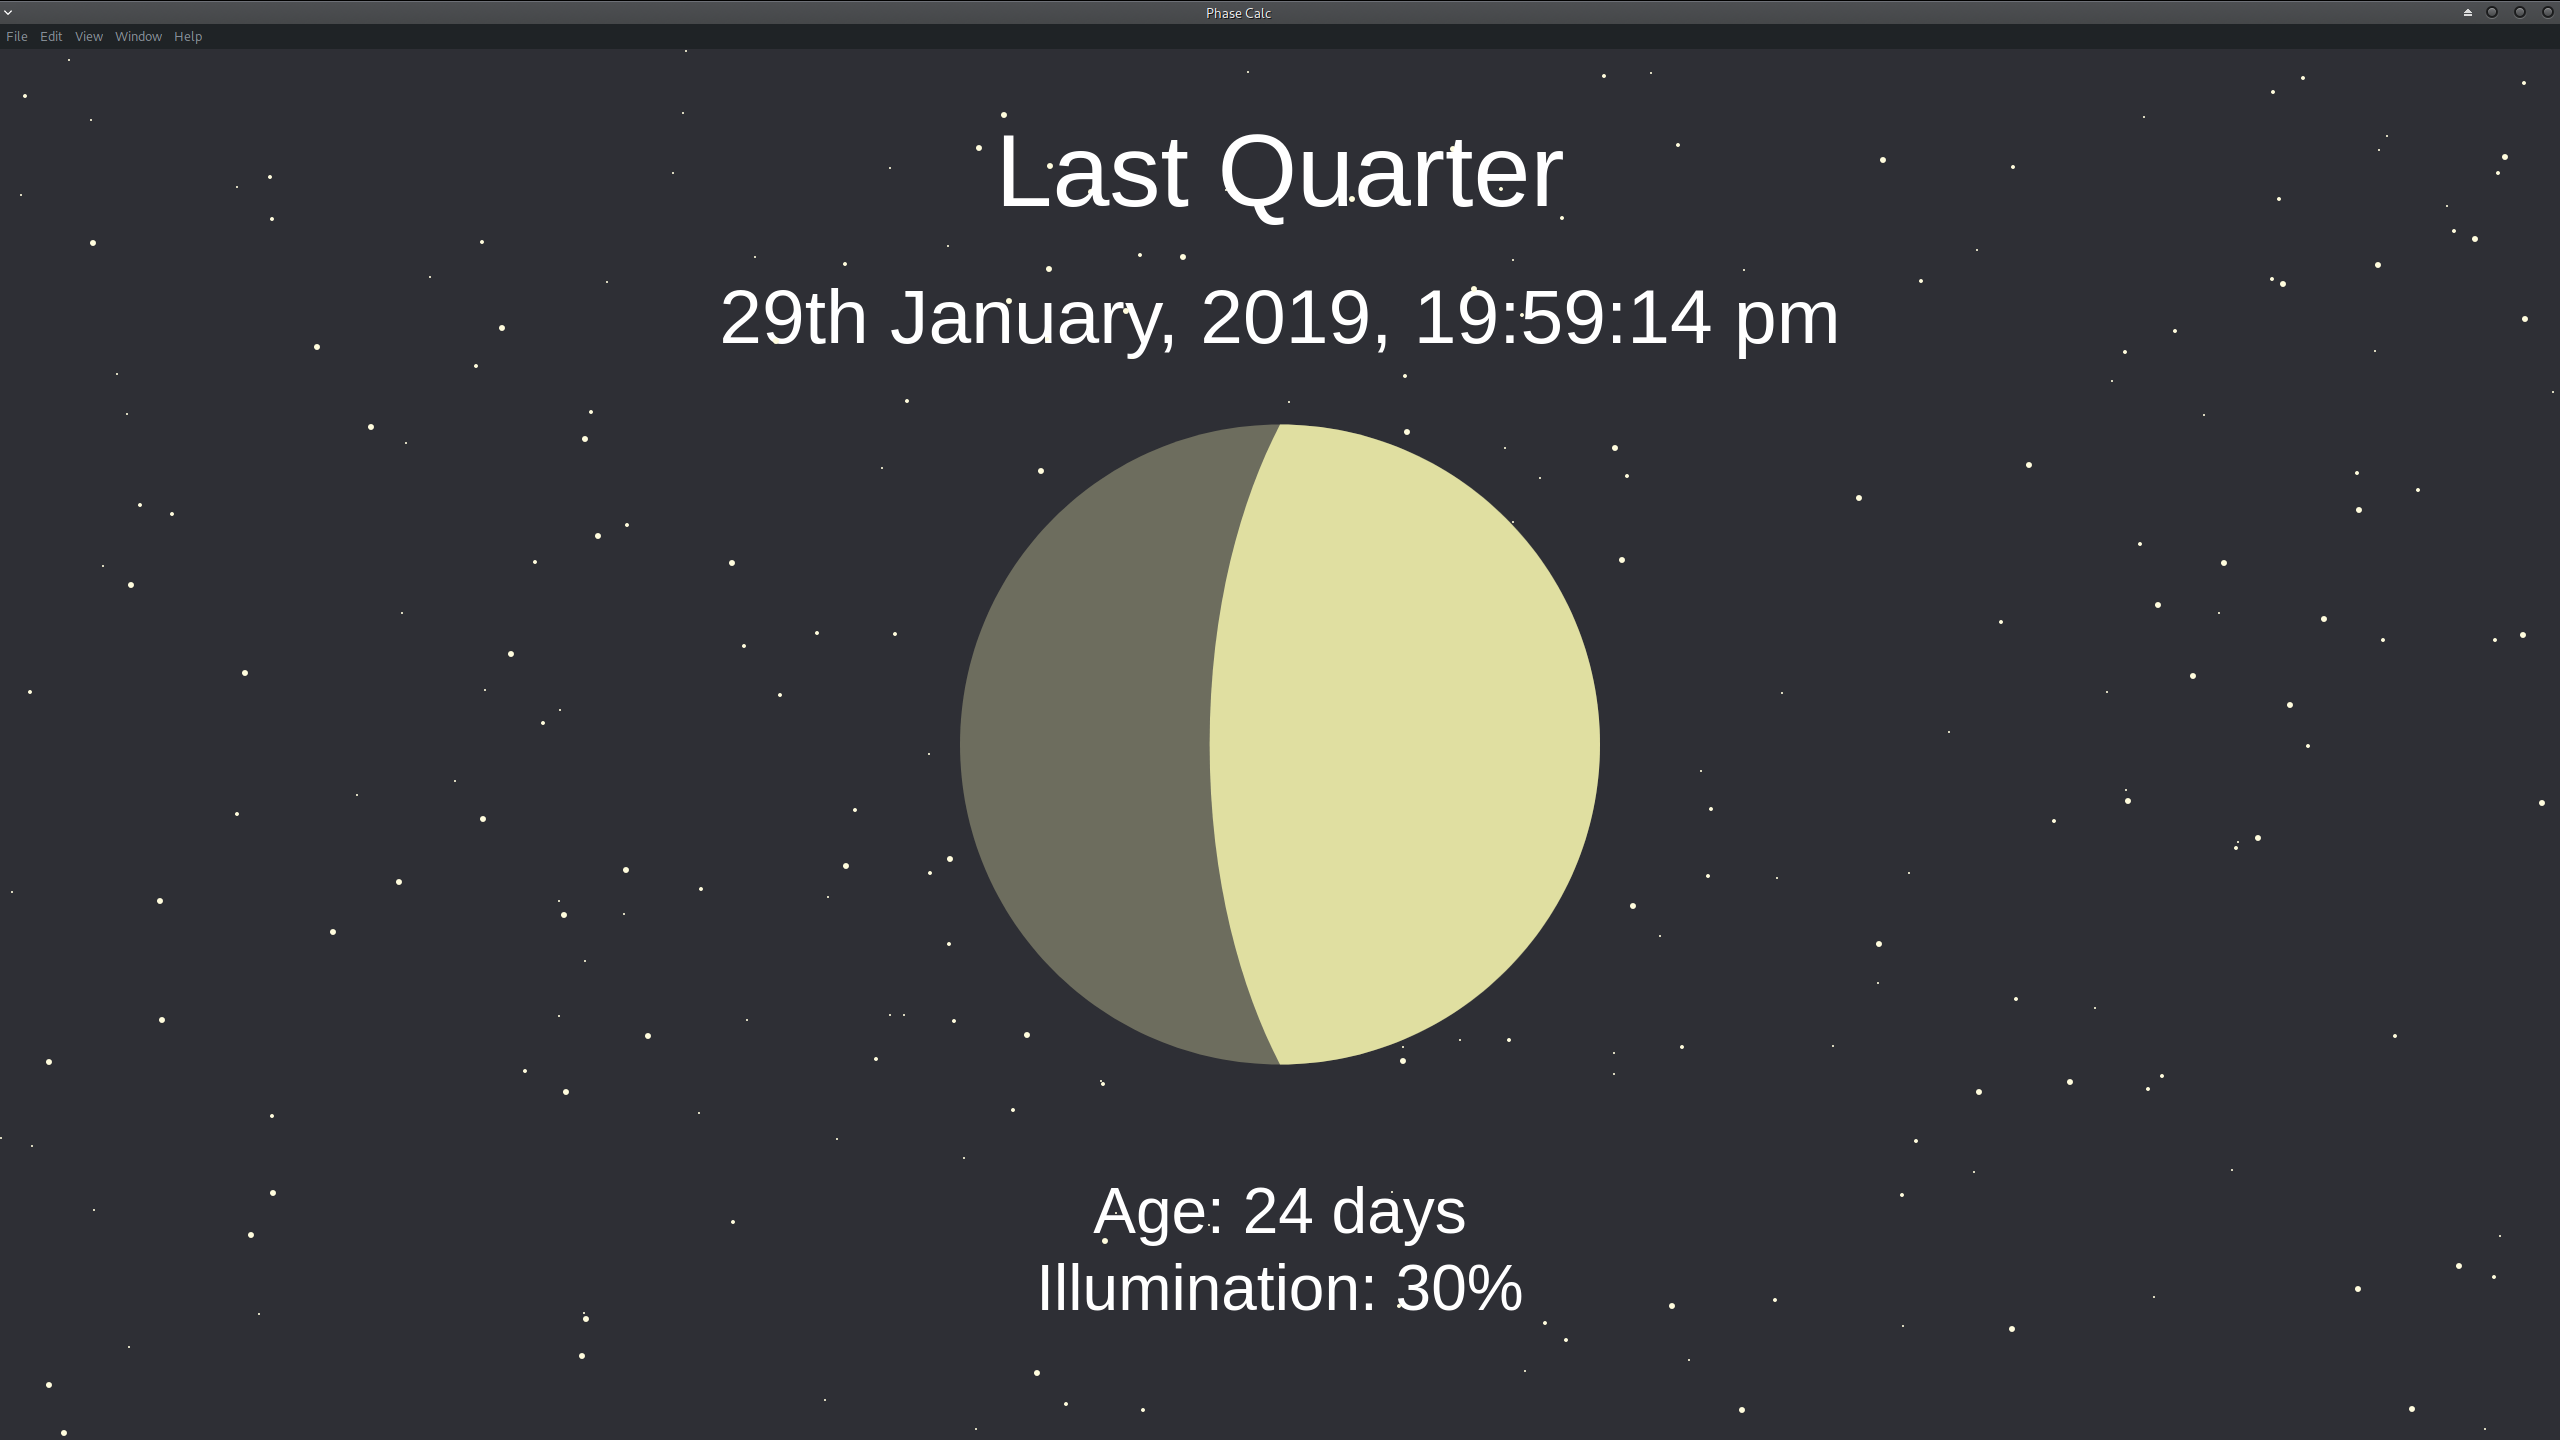 Phase Calc
File Edit View Window Help
Last Quarter
29th January, 2019, 19:59:14 pm
Age: 24 days
Illumination: 30%